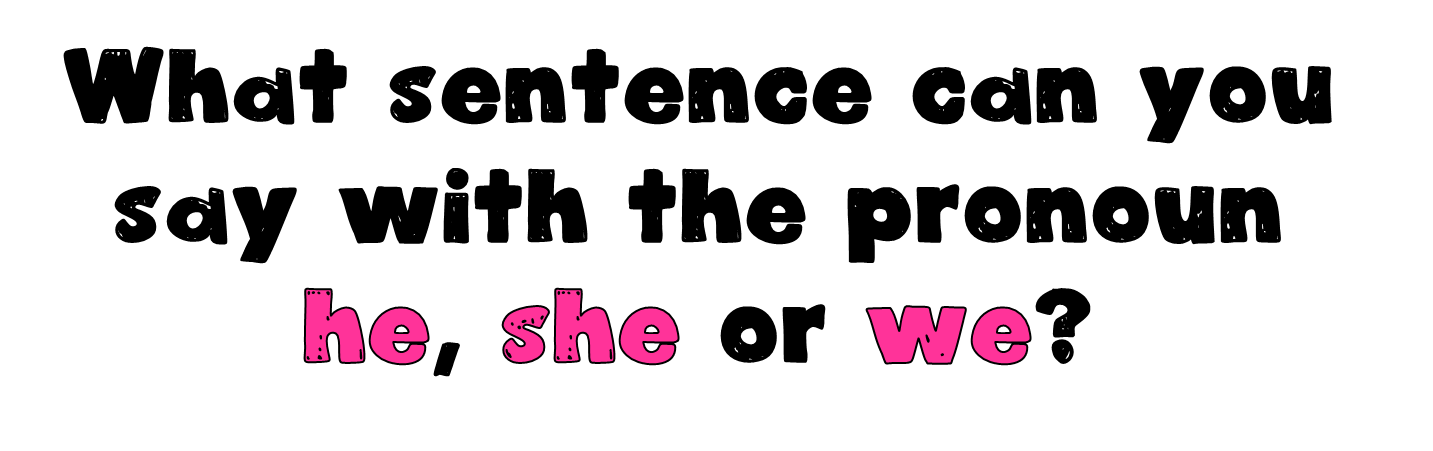 What sentence can you
say with the pronoun
he, she or we?